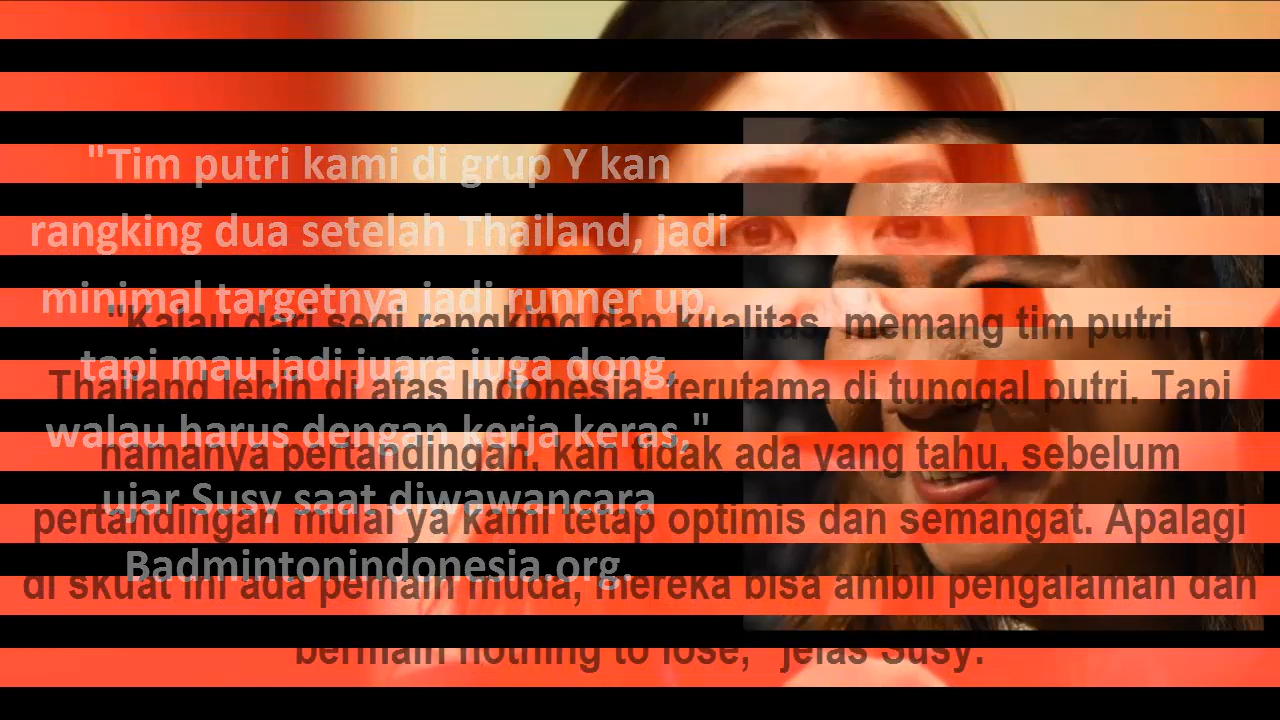 "Tim putri kami di grup Y kan
rangking dua setelah Thailand, jadi
minimal targetnya jadi runner up,
tapi mau jadi juara juga dong,
walau harus dengan kerja keras,"
ujar Susy saat diwawancara
Badmintonindonesia.org.
"Kalau dari segi rangking dan kualitas, memang tim putri
Thailand lebih di atas Indonesia, terutama di tunggal putri. Tapi
namanya pertandingan, kan tidak ada yang tahu, sebelum
pertandingan mulai ya kami tetap optimis dan semangat. Apalagi
di skuat ini ada pemain muda, mereka bisa ambil pengalaman dan
bermain nothing to lose," jelas Susy.